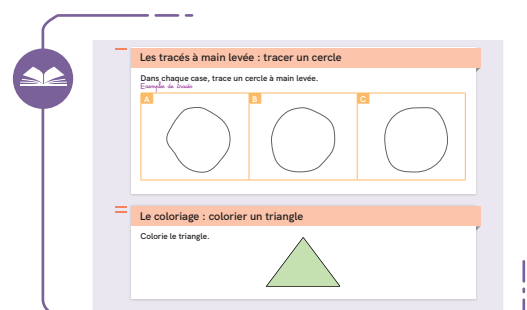 Les tracés à main levée : tracer un cercle
Dans chaque case, trace un cercle à main levée.
Exemples de tracés
A
B
C
Le coloriage : colorier un triangle
Colorie le triangle.